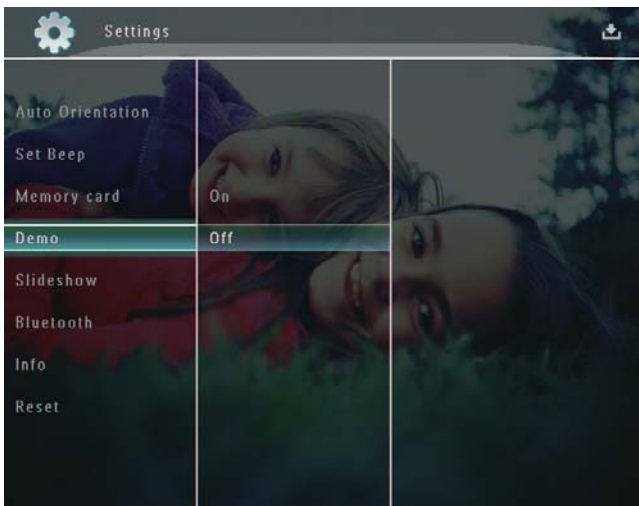 Settings
Auto Orientation
Set Beep
Memory card
On
Demo
Off
Slideshow
Bluetooth
Info
Reset